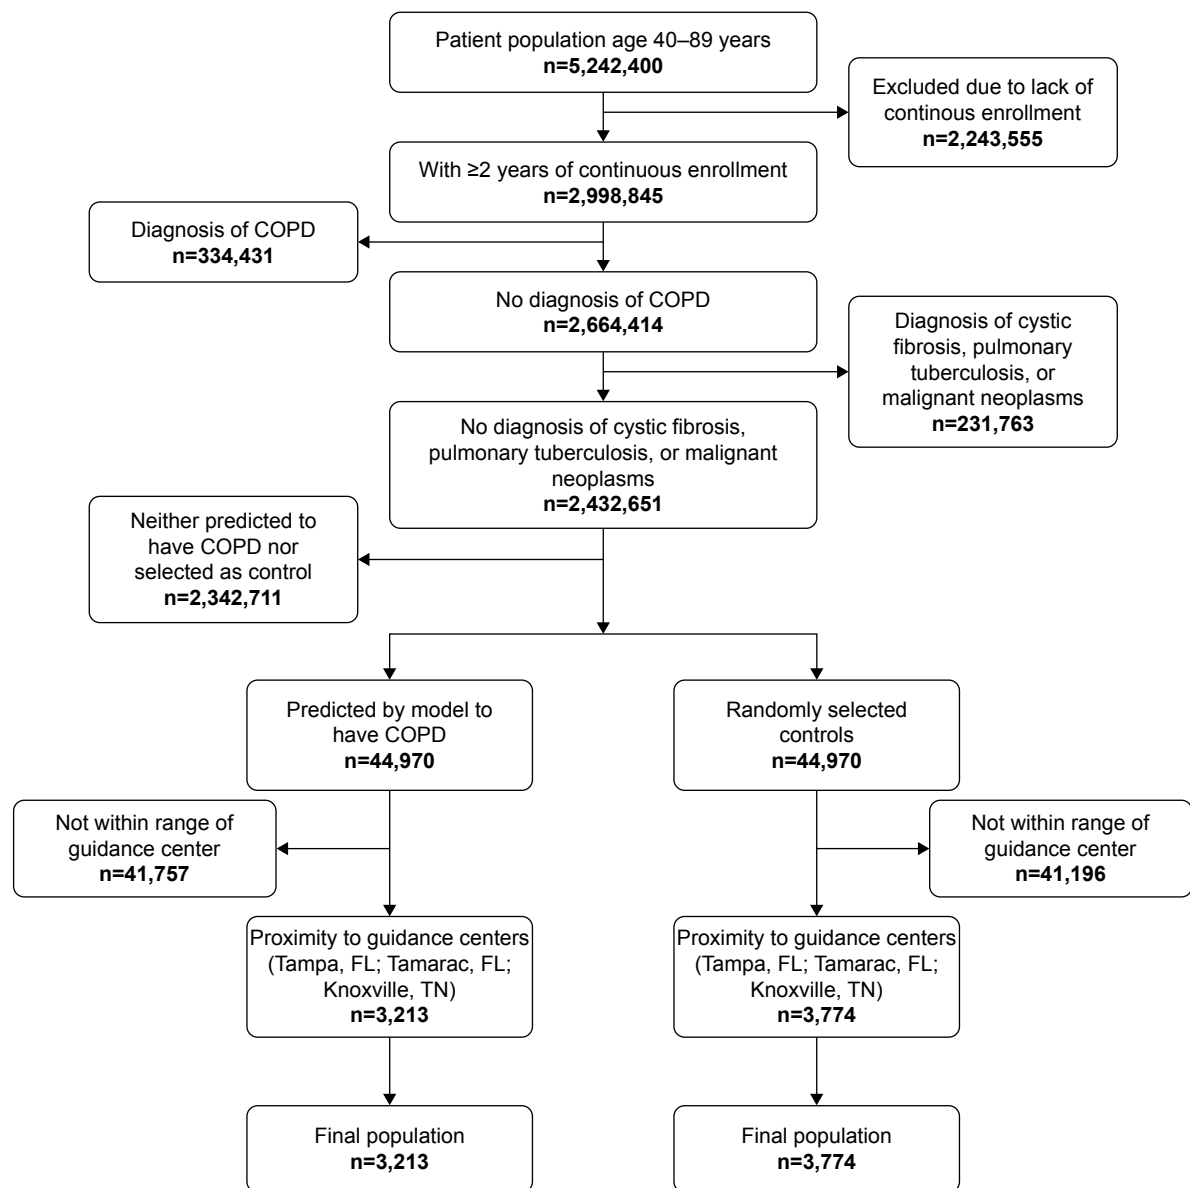 Patient population age 40–89 years
n=5,242,400
Excluded due to lack of
continous enrollment
n=2,243,555
With ≥2 years of continuous enrollment
n=2,998,845
Diagnosis of COPD
n=334,431
No diagnosis of COPD
n=2,664,414
Diagnosis of cystic
fibrosis, pulmonary
tuberculosis, or
malignant neoplasms
n=231,763
No diagnosis of cystic fibrosis,
pulmonary tuberculosis, or malignant
neoplasms
n=2,432,651
Neither predicted to
have COPD nor
selected as control
n=2,342,711
Predicted by model to
have COPD
n=44,970
Randomly selected
controls
n=44,970
Not within range of
guidance center
n=41,757
Not within range of
guidance center
n=41,196
Proximity to guidance centers
(Tampa, FL; Tamarac, FL;
Knoxville, TN)
n=3,213
Proximity to guidance centers
(Tampa, FL; Tamarac, FL;
Knoxville, TN)
n=3,774
Final population
n=3,213
Final population
n=3,774